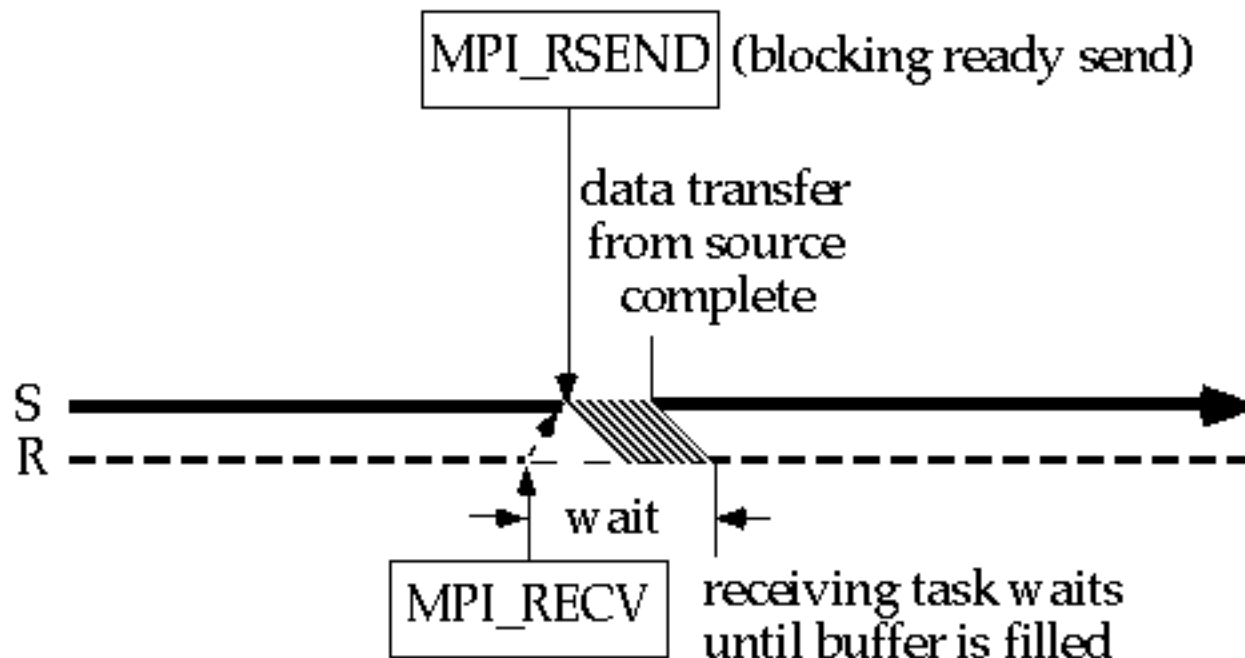 MPI_RSEND (blocking ready send)
data transfer
from source
complete
S
R
wait
MPI_RECV
receiving task waits
until buffer is filled